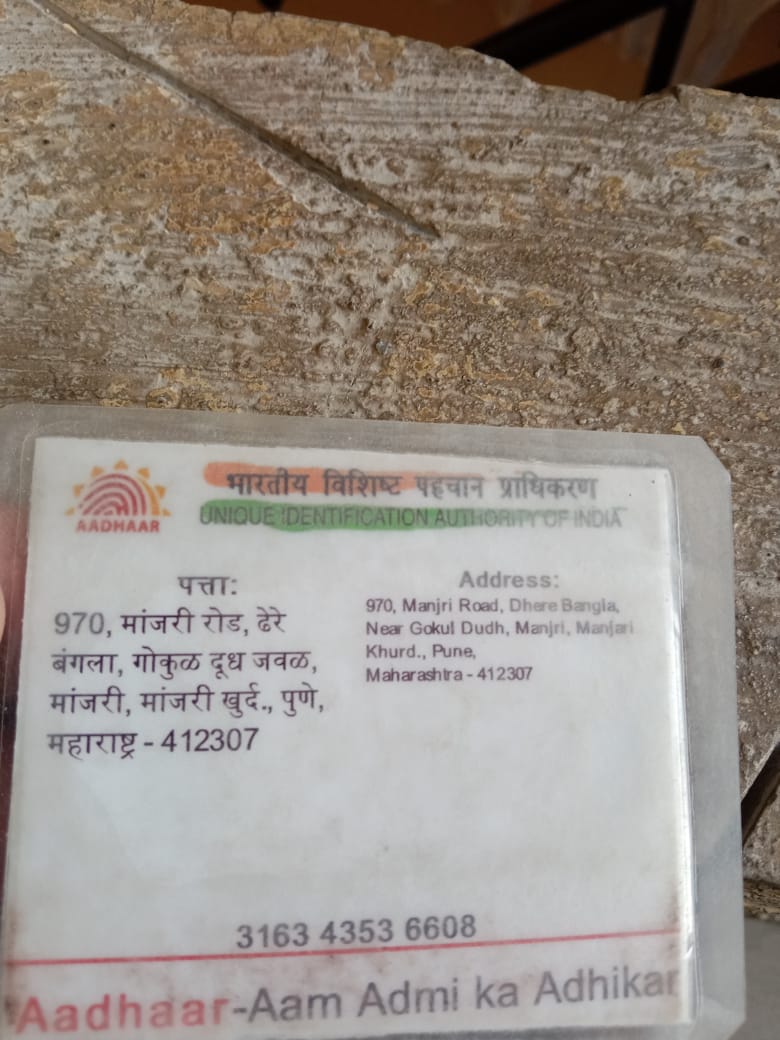 भारतीय विशिष्ट पहचान प्राधिकरण
AADHAAR
UNIQUE IDENTIFICATION AUTHORITY OF INDIA
पत्ता:
970, मांजरी रोड, ढेरे
बंगला, गोकुळ दूध जवळ,
मांजरी, मांजरी खुर्द., पुणे,
महाराष्ट्र - 412307
Address:
970, Manjri Road, Dhere Bangla,
Near Gokul Dudh, Manjri, Manjari
Khurd., Pune,
Maharashtra - 412307
3163 4353 6608
Aadhaar-Aam Admi ka Adhikar